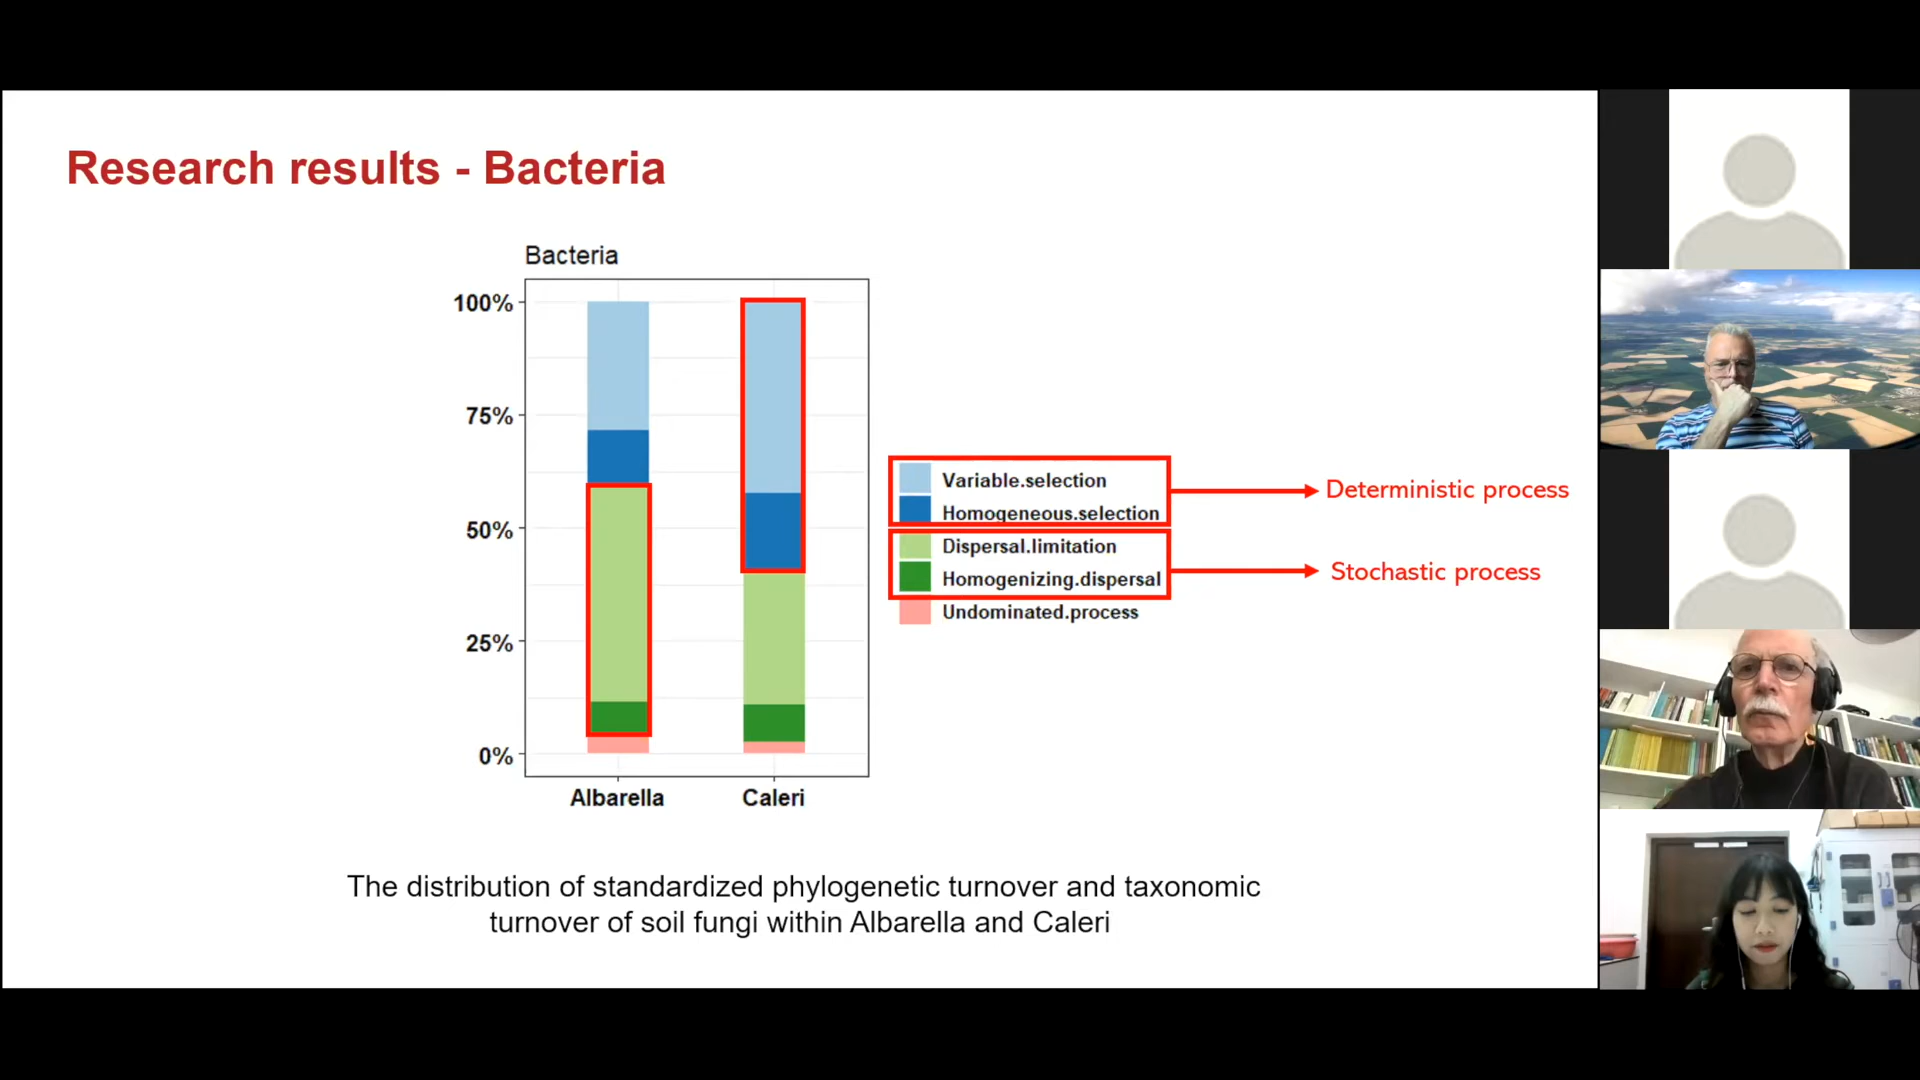 Research results - Bacteria
Bacteria
100%
75%
50%
25%
0%
Albarella
Caleri
Variable.selection
Homogeneous.selection
Dispersal.limitation
Homogenizing.dispersal
Undominated.process
Deterministic process
Stochastic process
The distribution of standardized phylogenetic turnover and taxonomic
turnover of soil fungi within Albarella and Caleri